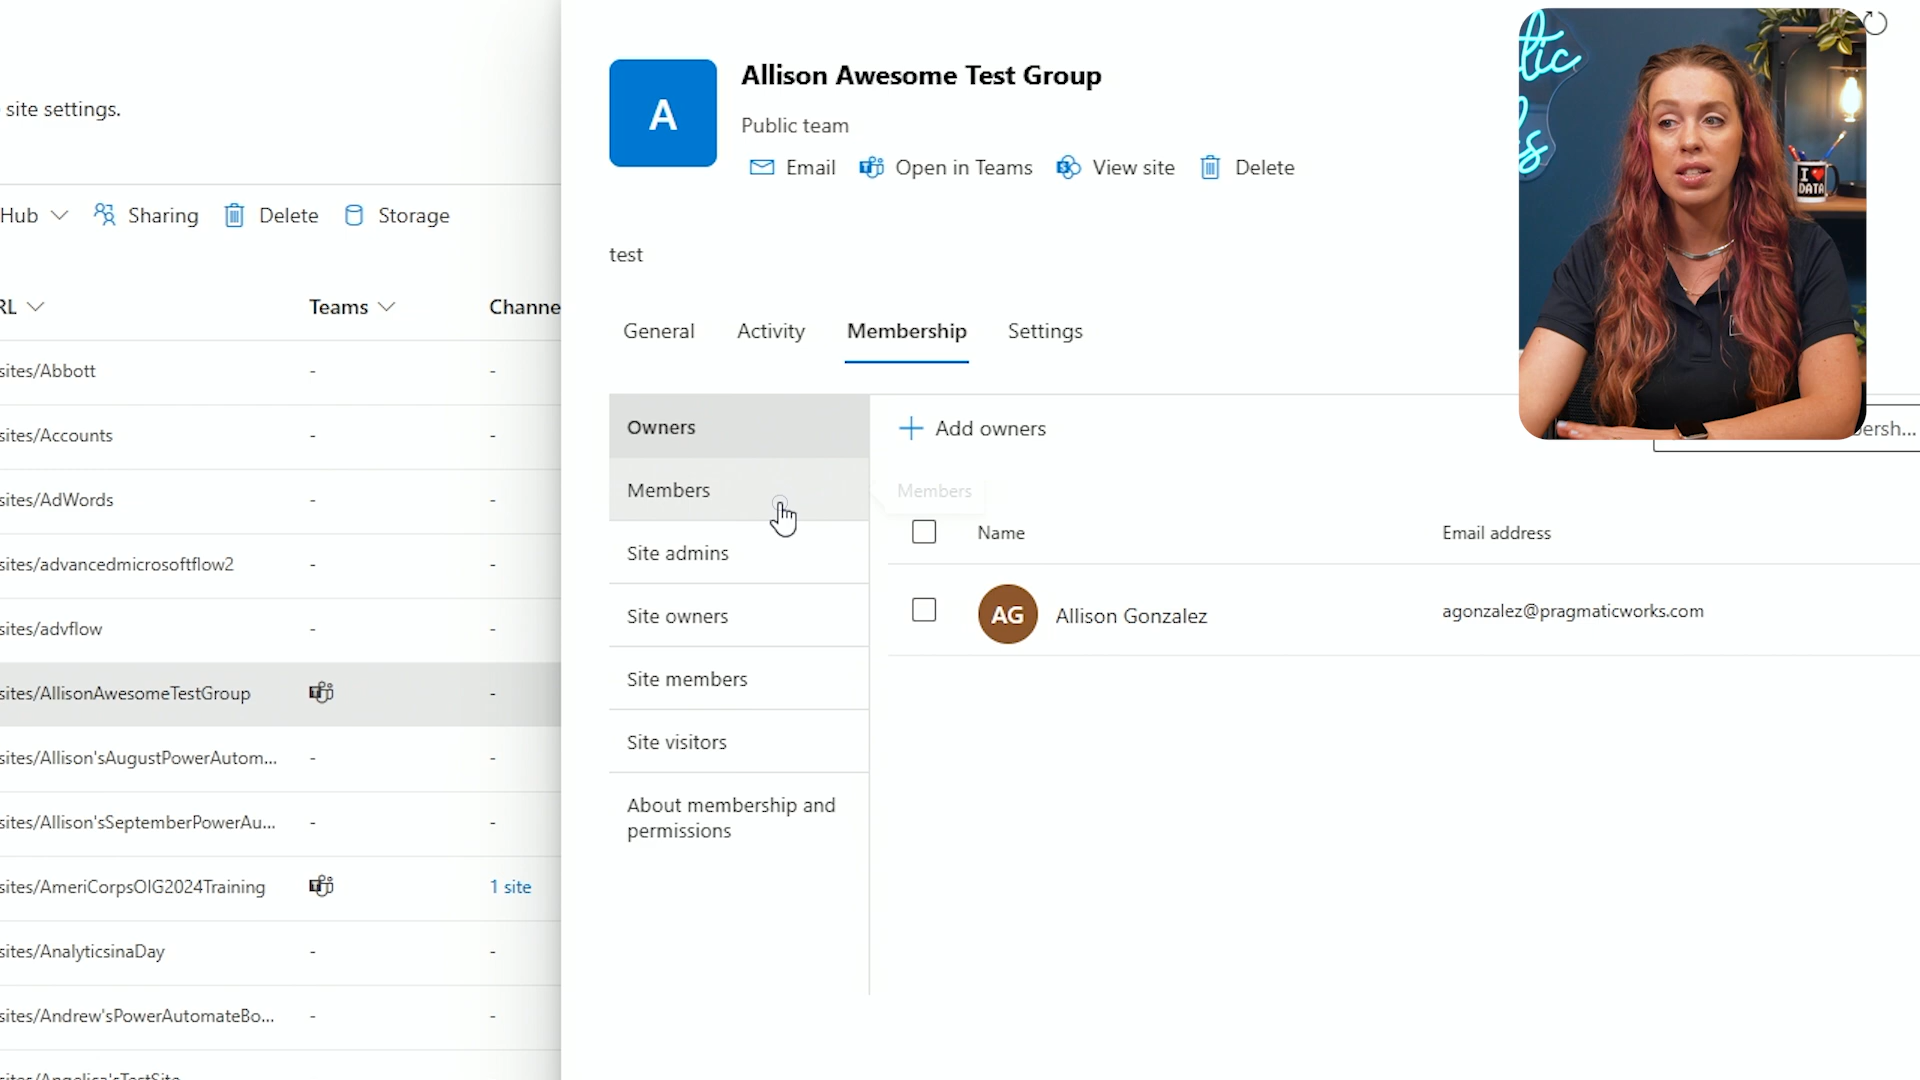 site settings.
Hub
Sharing
Delete
Storage
RL
Teams
Channe
sites/Abbott
-
-
sites/Accounts
-
-
sites/AdWords
-
-
sites/advancedmicrosoftflow2
-
-
sites/advflow
-
-
sites/AllisonAwesomeTestGroup
-
sites/Allison'sAugustPowerAutom...
-
-
sites/Allison'sSeptemberPowerAu...
-
-
sites/AmeriCorpsOIG2024Training
1 site
sites/AnalyticsinaDay
-
-
sites/Andrew'sPowerAutomateBo...
-
-
sites/Angelica'sTestSite
A
Allison Awesome Test Group
Public team
Email
Open in Teams
View site
Delete
test
General
Activity
Membership
Settings
Owners
Members
Site admins
Site owners
Site members
Site visitors
About membership and
permissions
Add owners
Members
Name
Email address
AG
Allison Gonzalez
agonzalez@pragmaticworks.com
ersh...
tic
ks
I
DATA